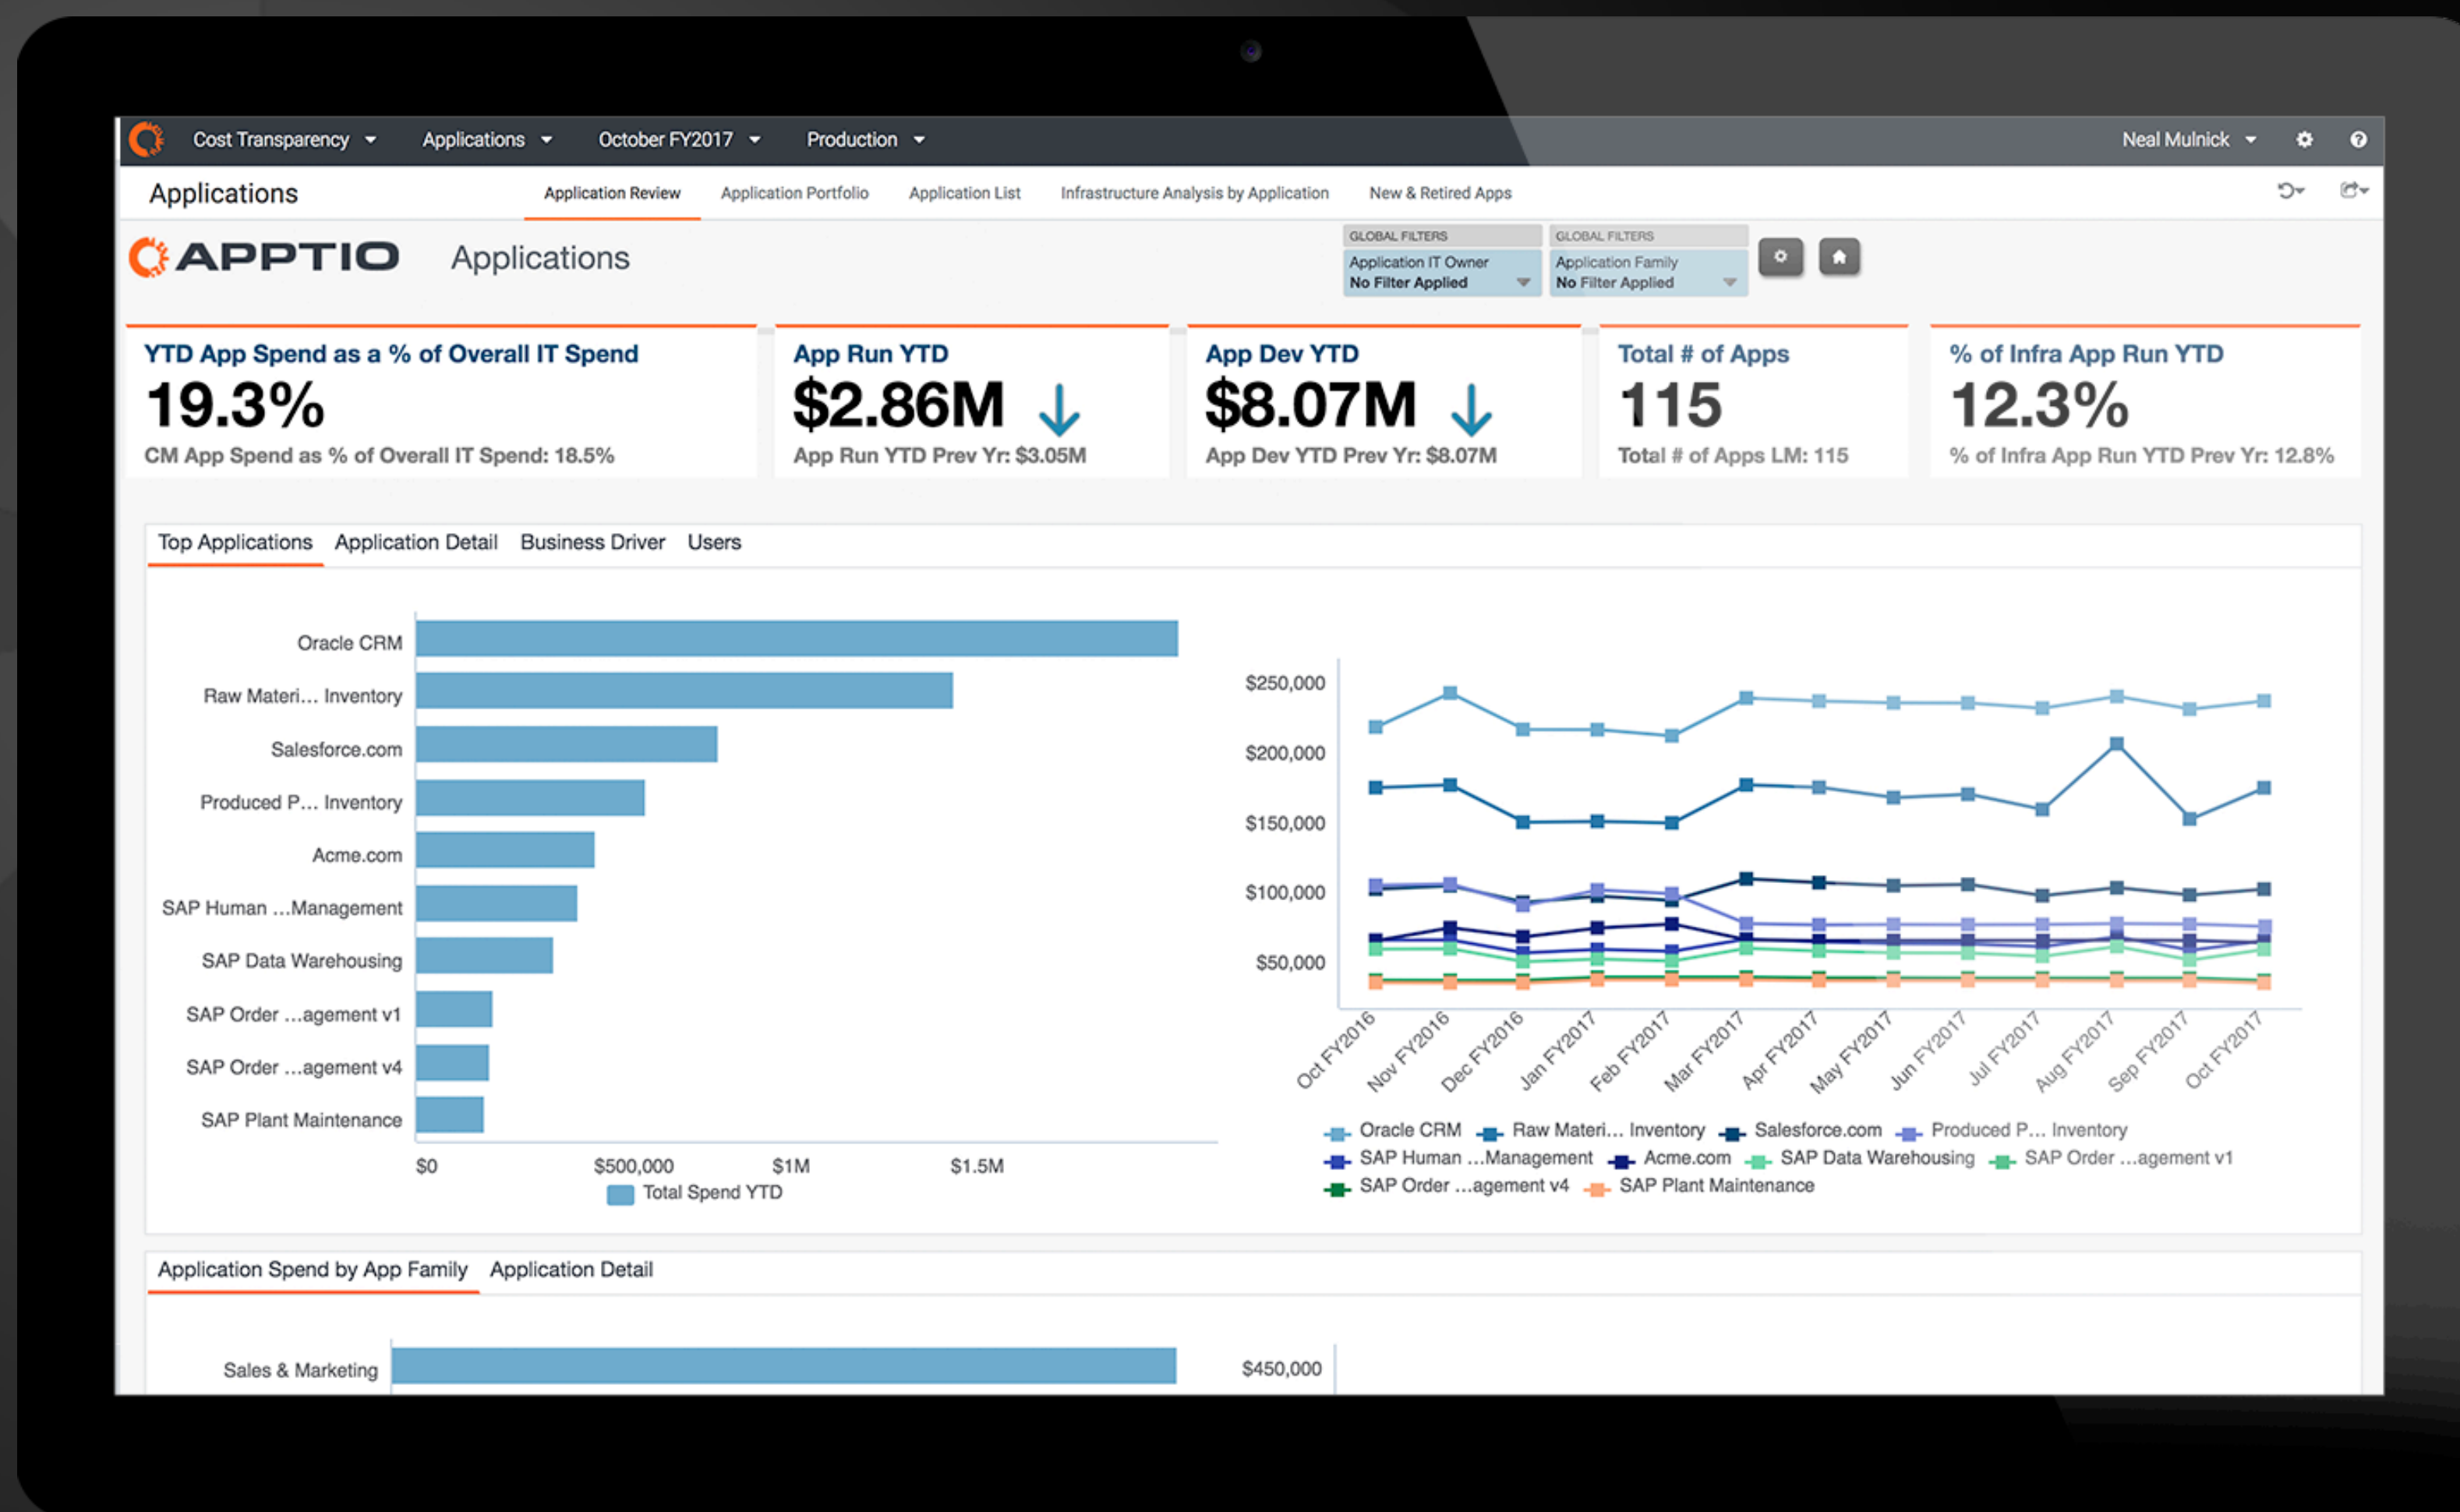 Cost Transparency Applications October FY2017 Production Neal Mulnick
Applications Application Review Application Portfolio Application List Infrastructure Analysis by Application New & Retired Apps
APPTIO Applications
GLOBAL FILTERS GLOBAL FILTERS
Application IT Owner Application Family
No Filter Applied No Filter Applied
YTD App Spend as a % of Overall IT Spend
19.3%
CM App Spend as % of Overall IT Spend: 18.5%
App Run YTD
$2.86M
App Run YTD Prev Yr: $3.05M
App Dev YTD
$8.07M
App Dev YTD Prev Yr: $8.07M
Total # of Apps
115
Total # of Apps LM: 115
% of Infra App Run YTD
12.3%
% of Infra App Run YTD Prev Yr: 12.8%
Top Applications Application Detail Business Driver Users
Oracle CRM
Raw Materi... Inventory
Salesforce.com
Produced P... Inventory
Acme.com
SAP Human ...Management
SAP Data Warehousing
SAP Order ...agement v1
SAP Order ...agement v4
SAP Plant Maintenance
$0 $500,000 $1M $1.5M
Total Spend YTD
$250,000
$200,000
$150,000
$100,000
$50,000
Oct FY2016 Nov FY2016 Dec FY2016 Jan FY2017 Feb FY2017 Mar FY2017 Apr FY2017 May FY2017 Jun FY2017 Jul FY2017 Aug FY2017 Sep FY2017 Oct FY2017
Oracle CRM Raw Materi... Inventory Salesforce.com Produced P... Inventory
SAP Human ...Management Acme.com SAP Data Warehousing SAP Order ...agement v1
SAP Order ...agement v4 SAP Plant Maintenance
Application Spend by App Family Application Detail
Sales & Marketing
$450,000